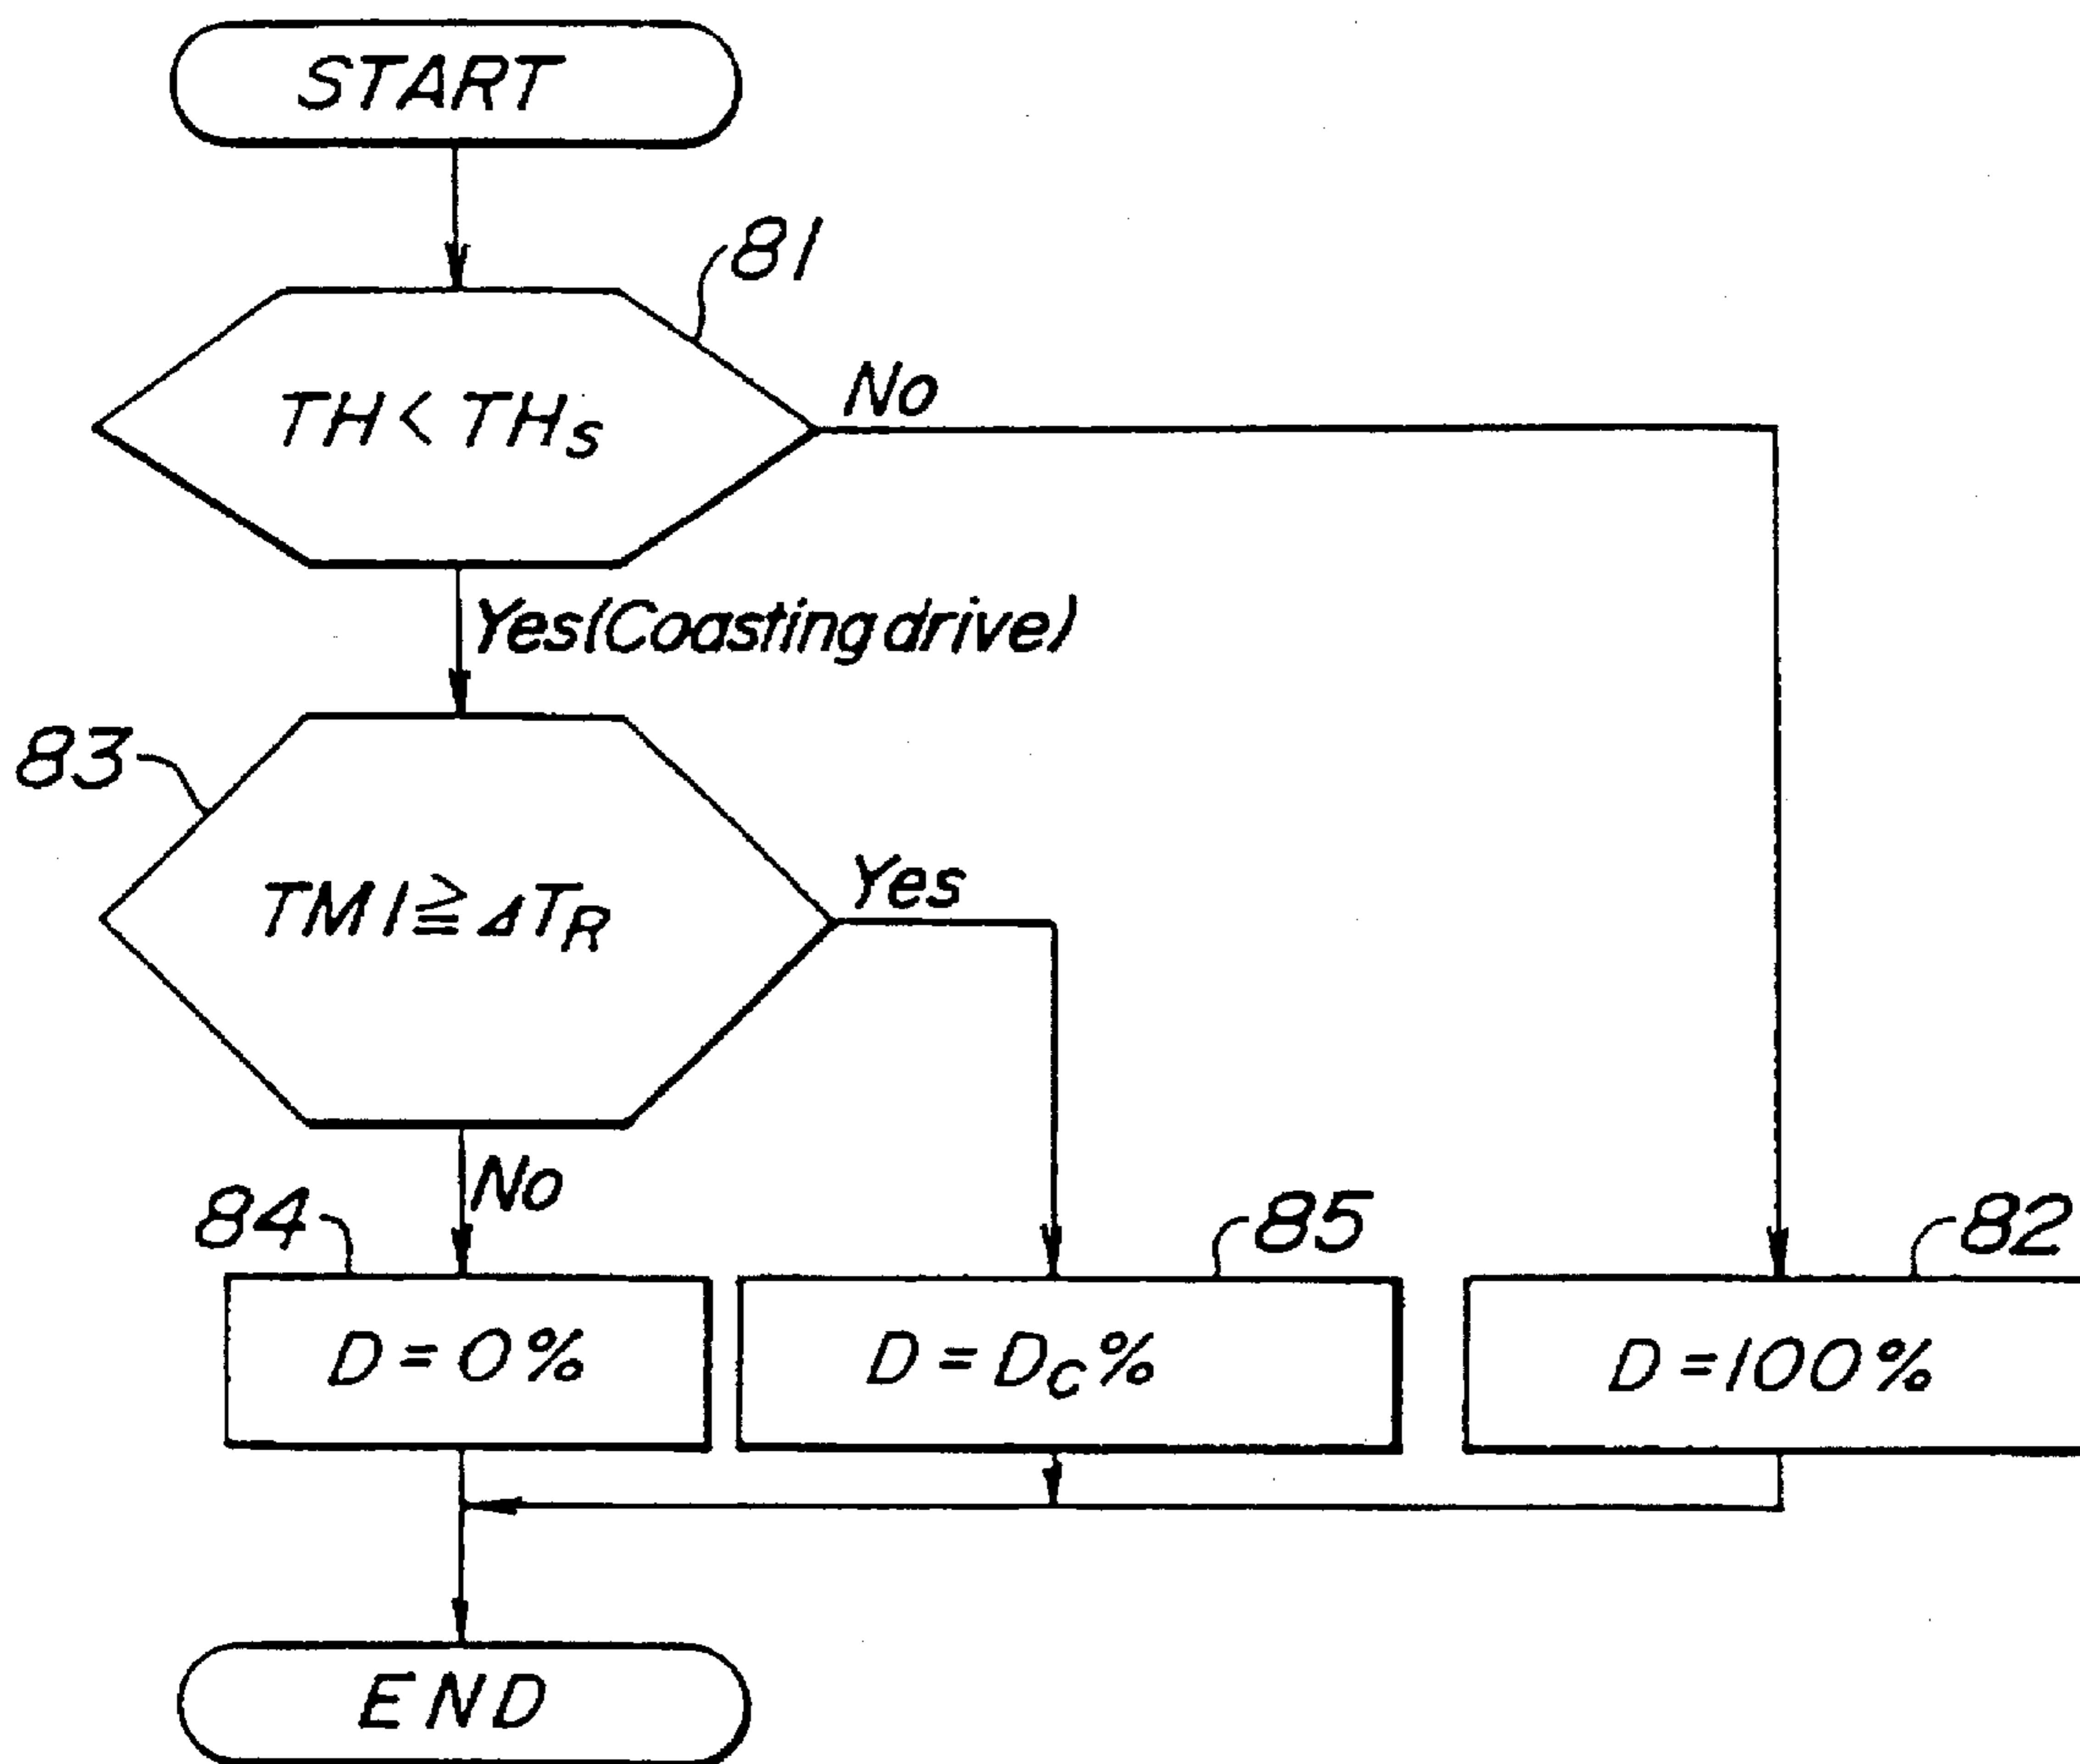 START
81
TH < THS
No
Yes(Coasting drive)
83
TM1 ≧ ΔTR
Yes
No
84
85
82
D=0%
D=DC%
D=100%
END